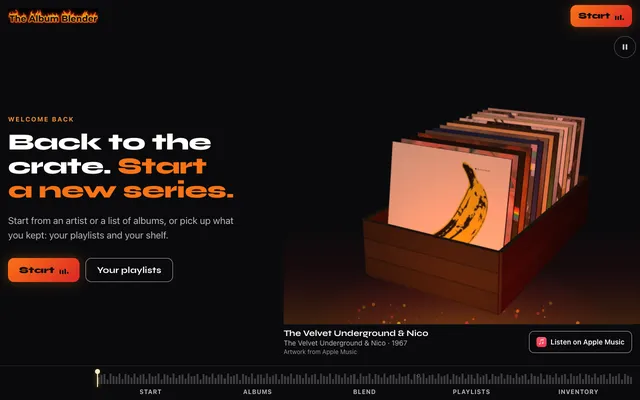 The Album Blender
Start
WELCOME BACK
Back to the
crate. Start
a new series.
Start from an artist or a list of albums, or pick up what
you kept: your playlists and your shelf.
Start
Your playlists
The Velvet Underground & Nico
The Velvet Underground & Nico · 1967
Artwork from Apple Music
Listen on Apple Music
START
ALBUMS
BLEND
PLAYLISTS
INVENTORY